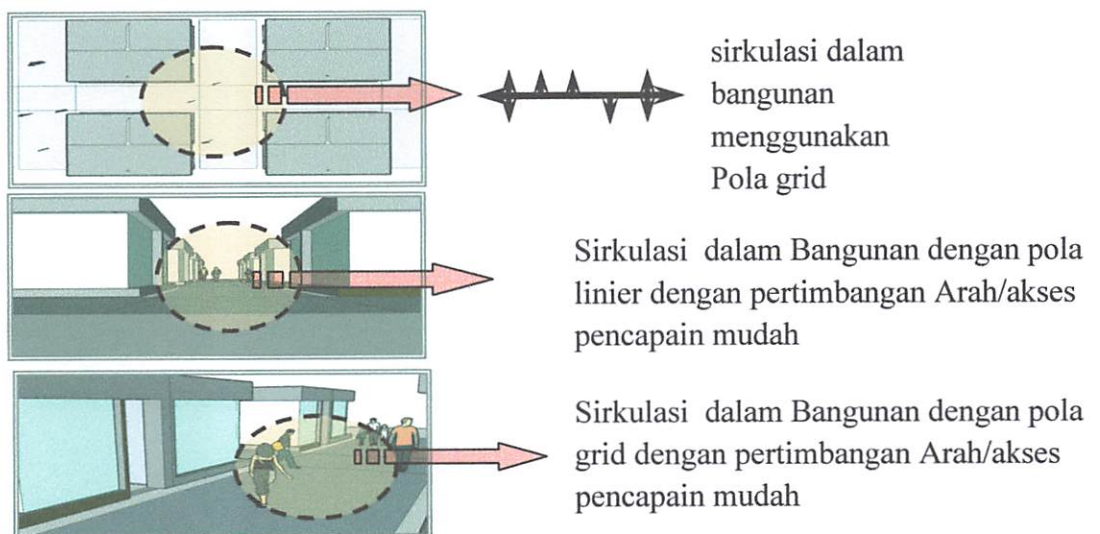 sirkulasi dalam
bangunan
menggunakan
Pola grid
Sirkulasi dalam Bangunan dengan pola
linier dengan pertimbangan Arah/akses
pencapain mudah
Sirkulasi dalam Bangunan dengan pola
grid dengan pertimbangan Arah/akses
pencapain mudah